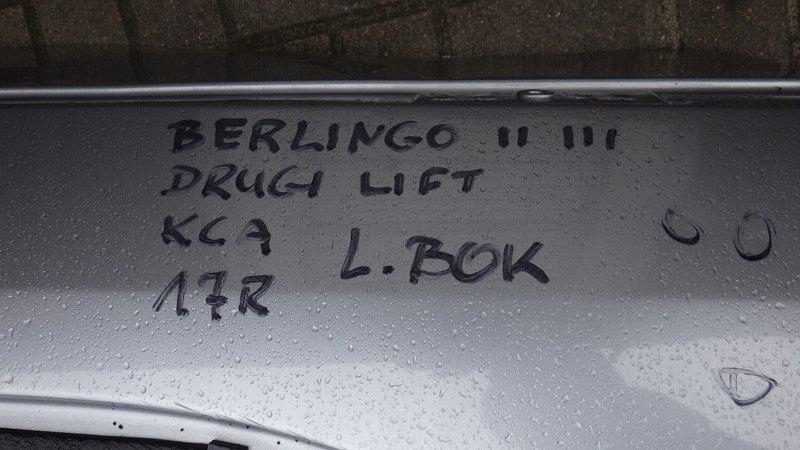 BERLINGO II III
DRUGI LIFT
KCA
L.BOK
17R